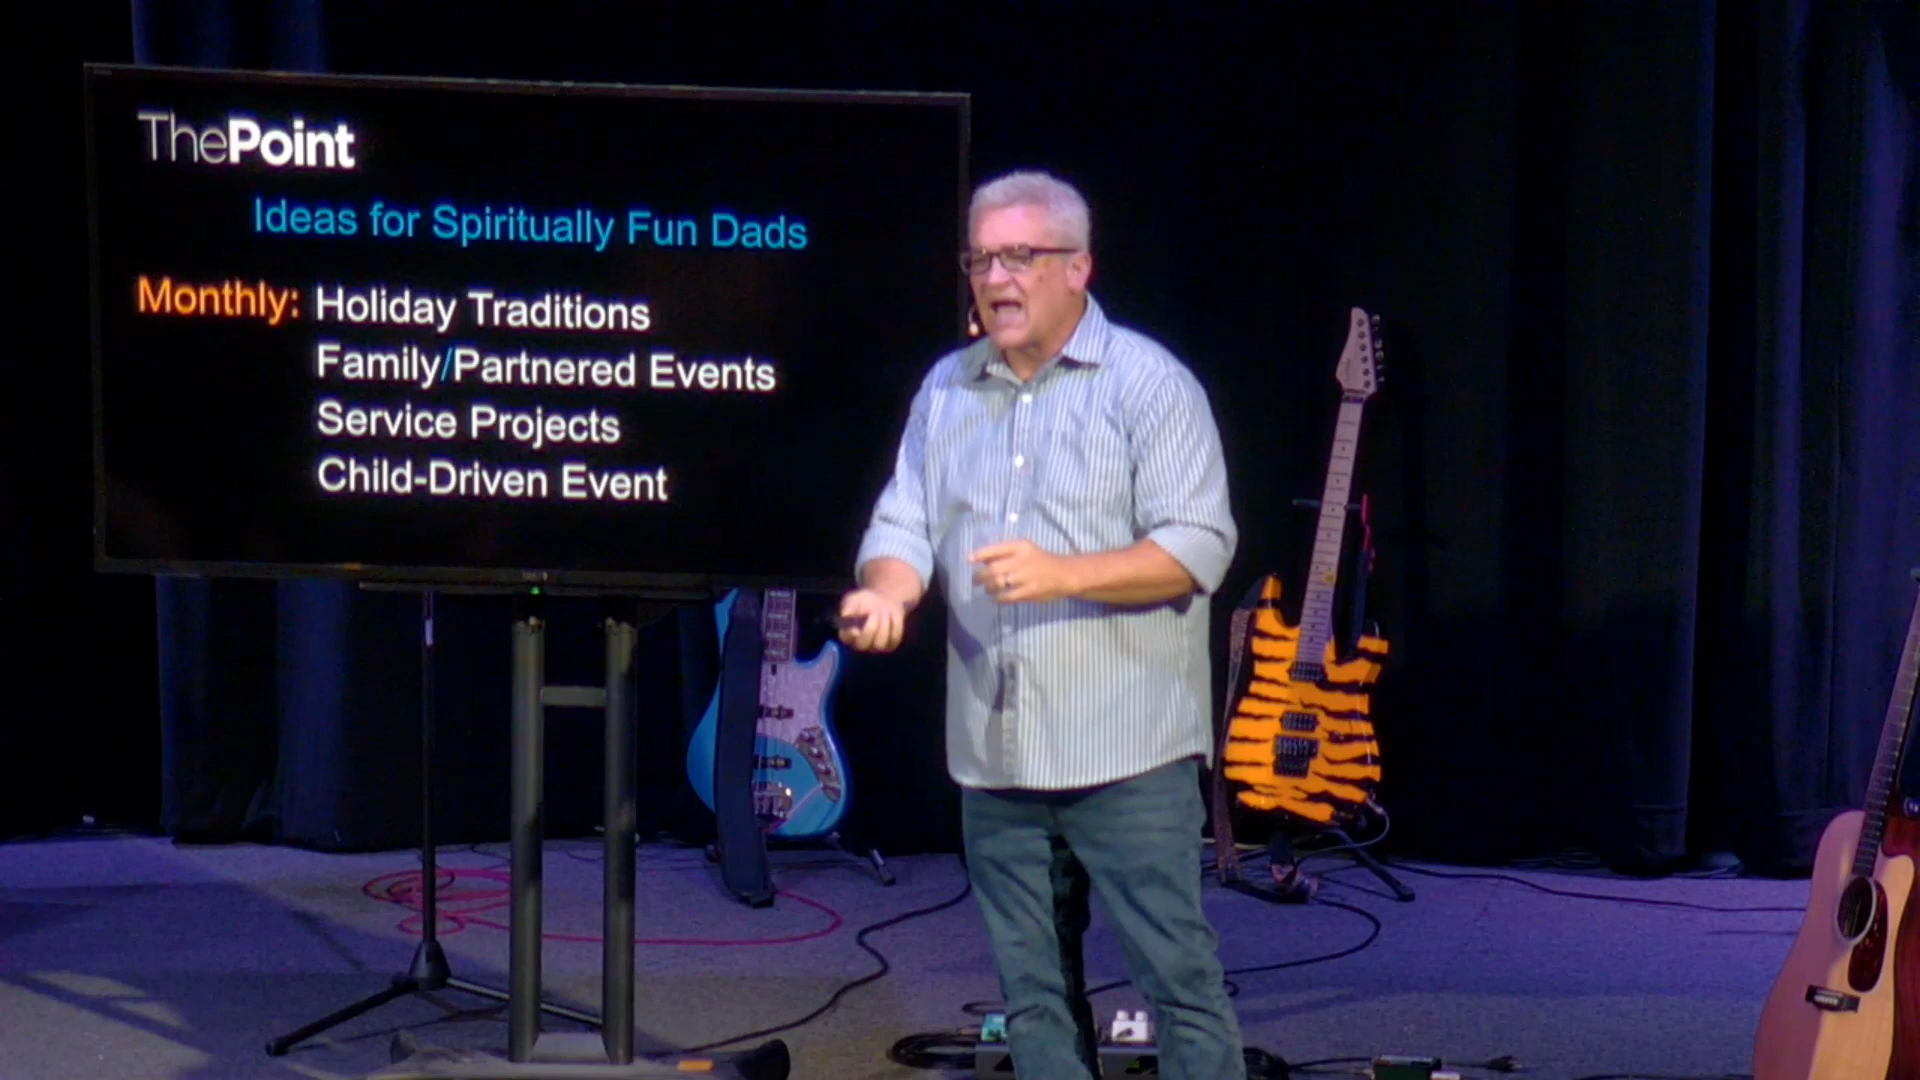 ThePoint
Ideas for Spiritually Fun Dads
Monthly: Holiday Traditions
Family/Partnered Events
Service Projects
Child-Driven Event